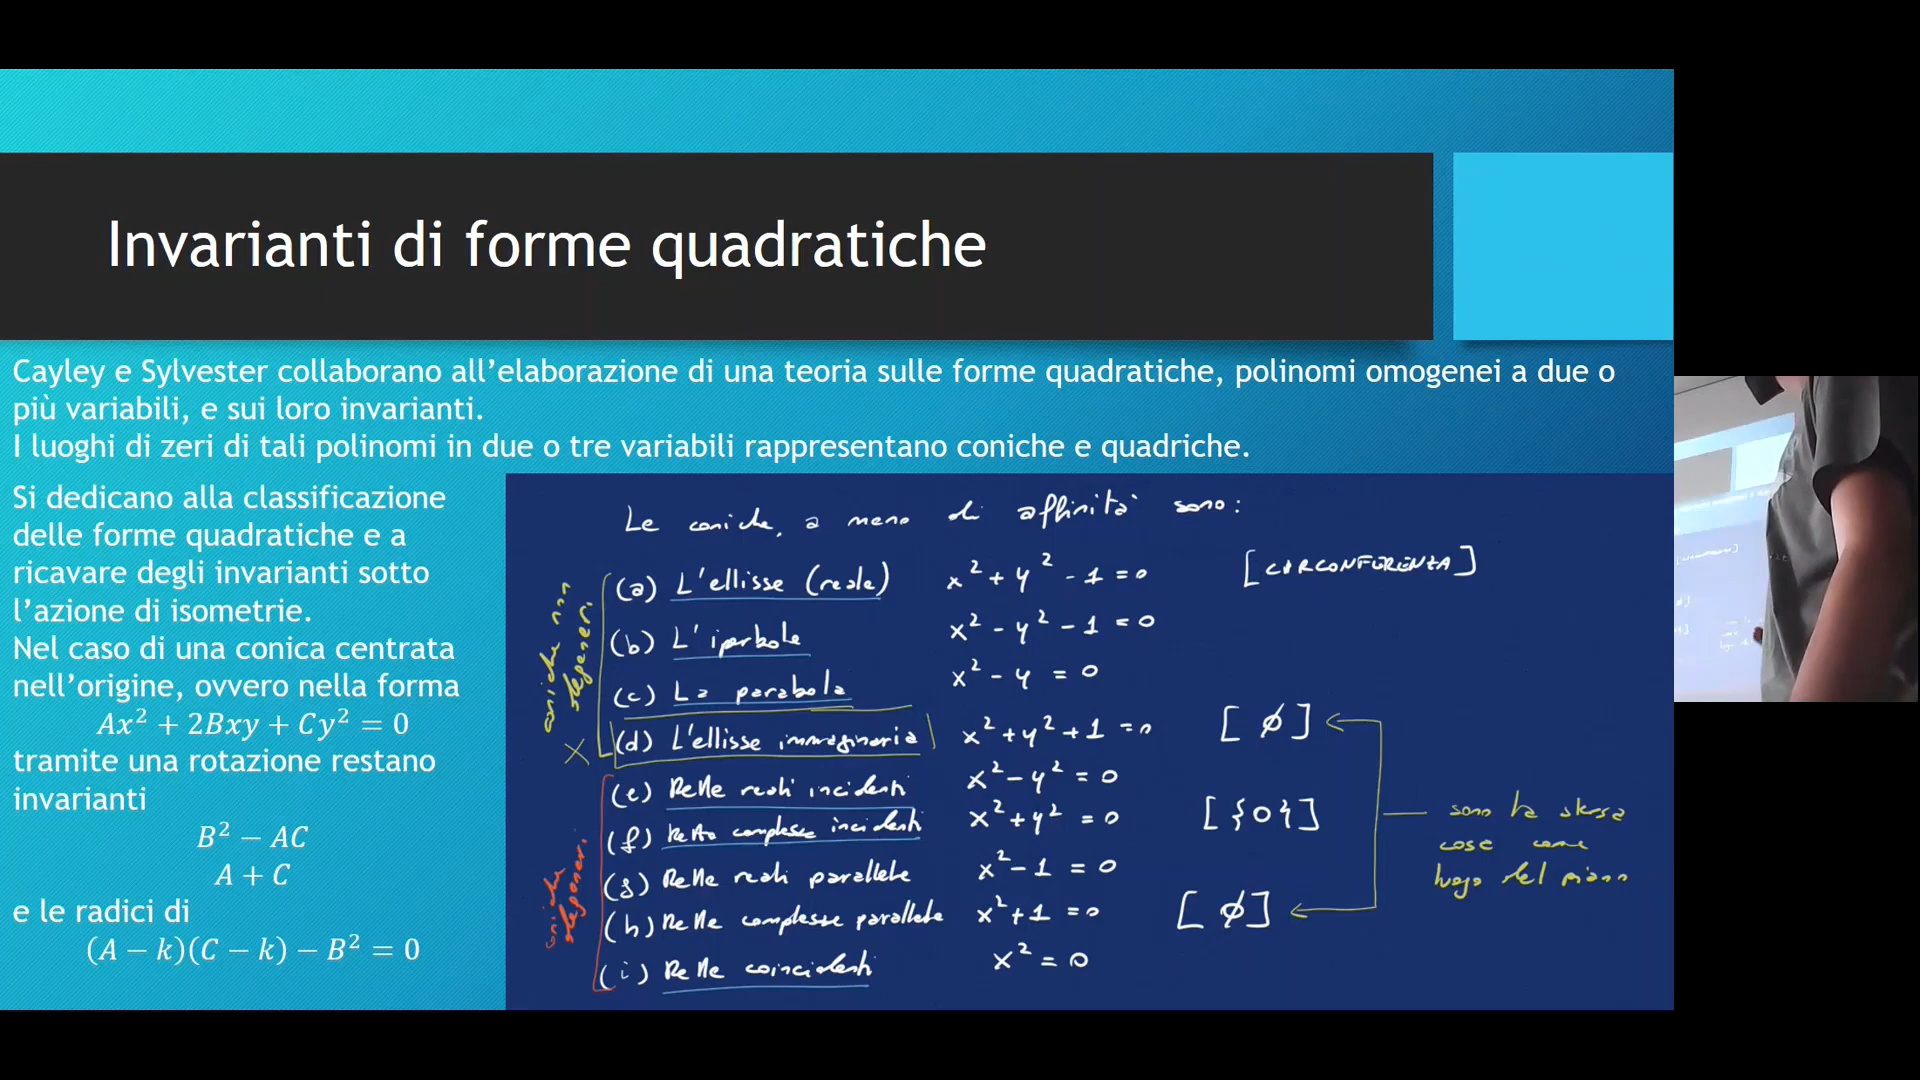 Invarianti di forme quadratiche
Cayley e Sylvester collaborano all’elaborazione di una teoria sulle forme quadratiche, polinomi omogenei a due o
più variabili, e sui loro invarianti.
I luoghi di zeri di tali polinomi in due o tre variabili rappresentano coniche e quadriche.
Si dedicano alla classificazione
delle forme quadratiche e a
ricavare degli invarianti sotto
l’azione di isometrie.
Nel caso di una conica centrata
nell’origine, ovvero nella forma
Ax² + 2Bxy + Cy² = 0
tramite una rotazione restano
invarianti
B² − AC
A + C
e le radici di
(A − k)(C − k) − B² = 0
Le coniche, a meno di affinità sono:
(a) L'ellisse (reale) x² + y² - 1 = 0 [CIRCONFERENZA]
(b) L'iperbole x² - y² - 1 = 0
(c) La parabola x² - y = 0
(d) L'ellisse immaginaria x² + y² + 1 = 0 [∅]
(e) Rette reali incidenti x² - y² = 0
(f) Rette complesse incidenti x² + y² = 0 [{0}]
(g) Rette reali parallele x² - 1 = 0
(h) Rette complesse parallele x² + 1 = 0 [∅]
(i) Rette coincidenti x² = 0
coniche non
degeneri
X
coniche
degeneri
sono la stessa
cosa come
luogo del piano